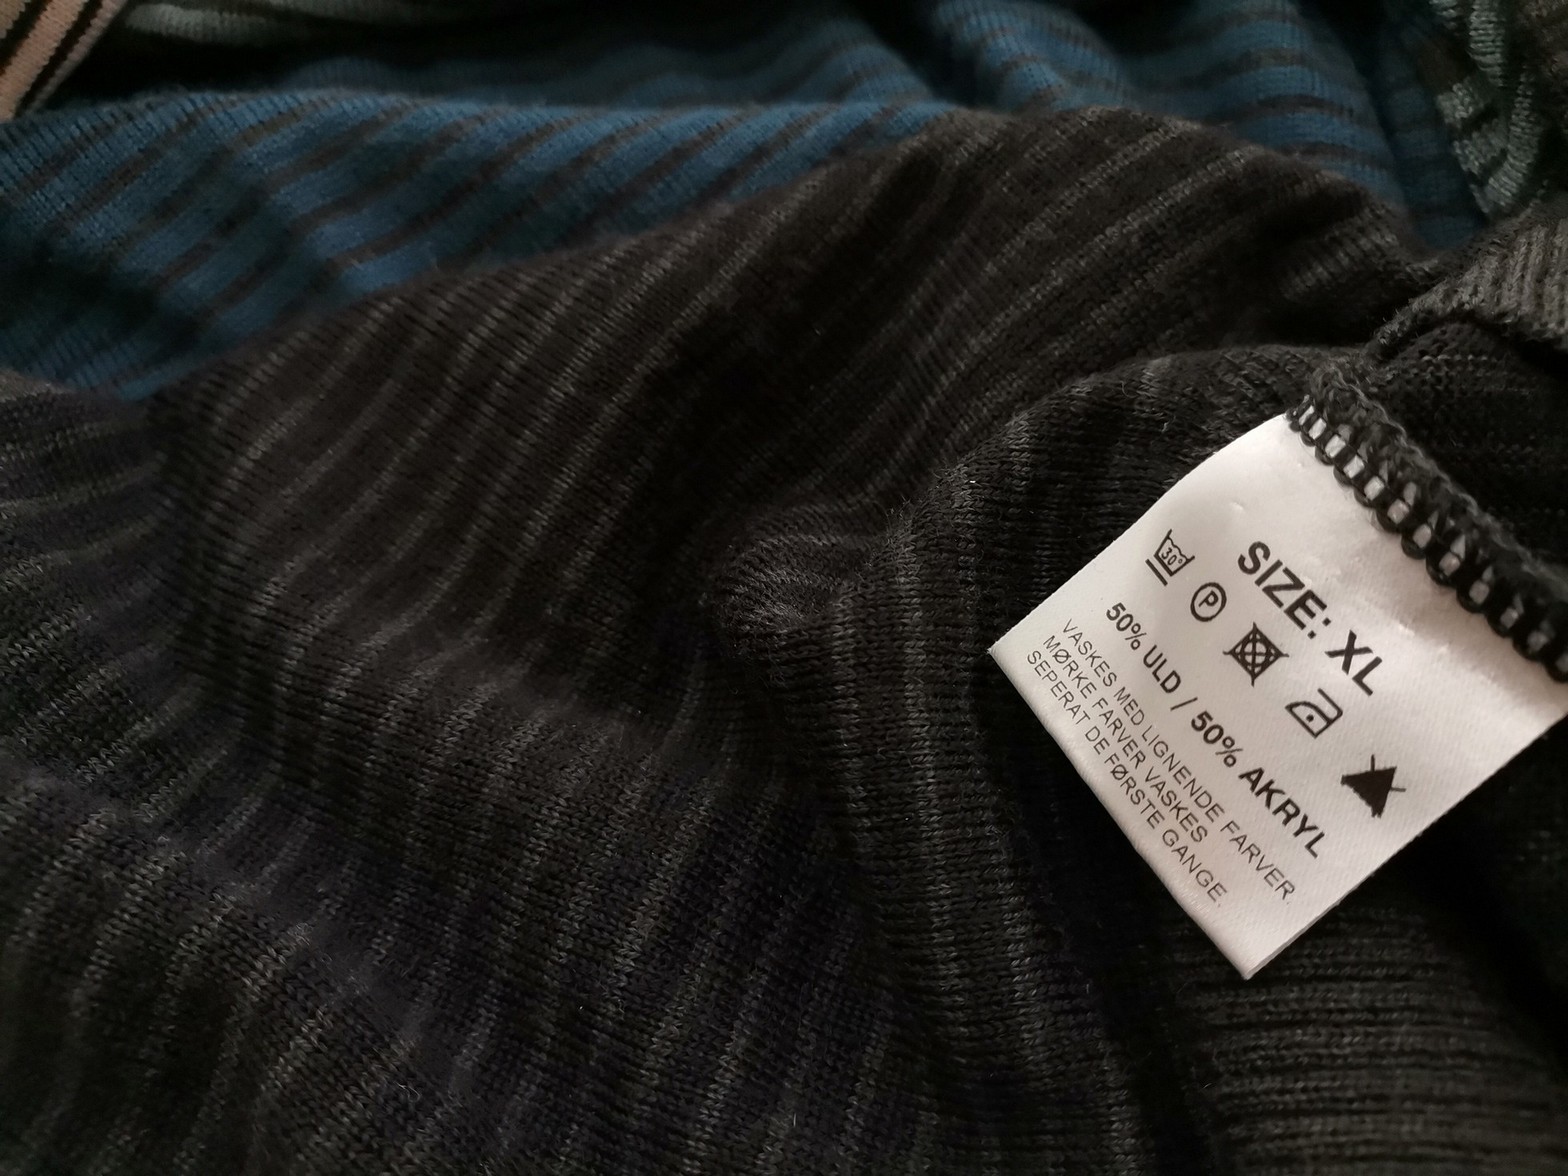 SIZE: XL
30
P
50% ULD / 50% AKRYL
VASKES MED LIGNENDE FARVER
MØRKE FARVER VASKES
SEPERAT DE FØRSTE GANGE